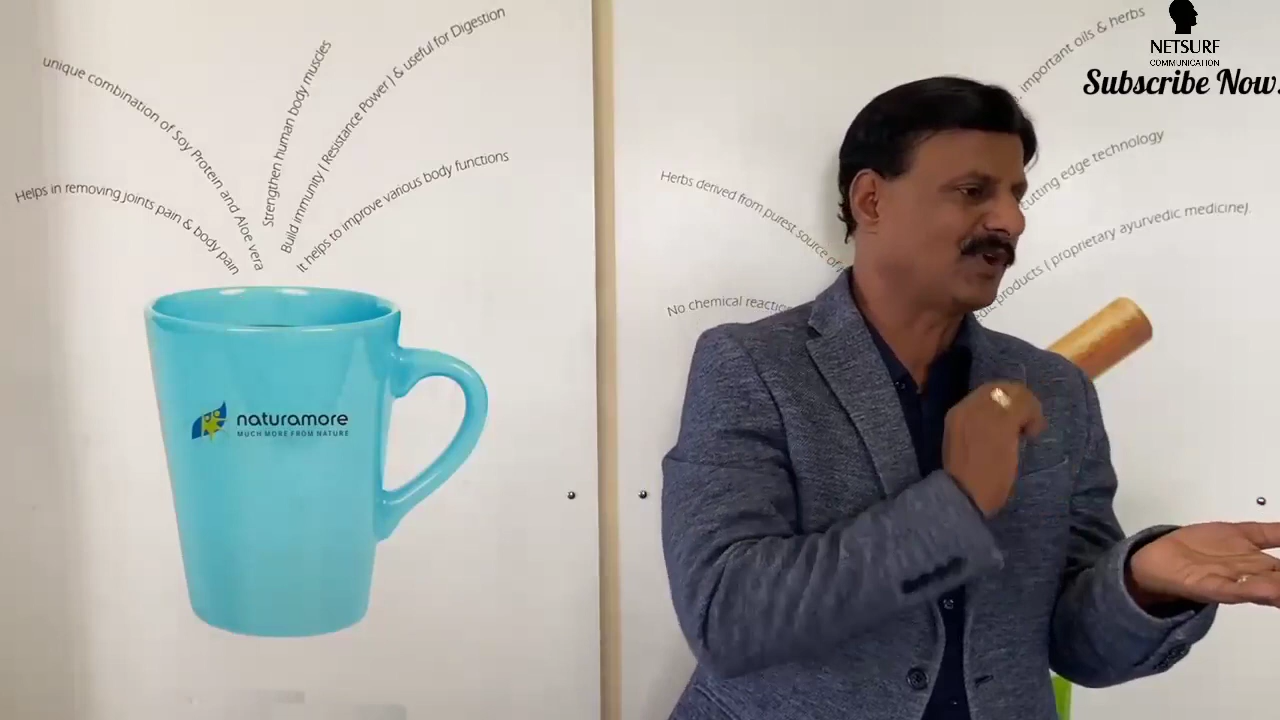 unique combination of Soy Protein and Aloe vera
Helps in removing joints pain & body pain
Strengthen human body muscles
Build immunity ( Resistance Power ) & useful for Digestion
It helps to improve various body functions
naturamore
MUCH MORE FROM NATURE
important oils & herbs
cutting edge technology
Herbs derived from purest source of
products ( proprietary ayurvedic medicine).
No chemical
NETSURF
COMMUNICATION
Subscribe Now